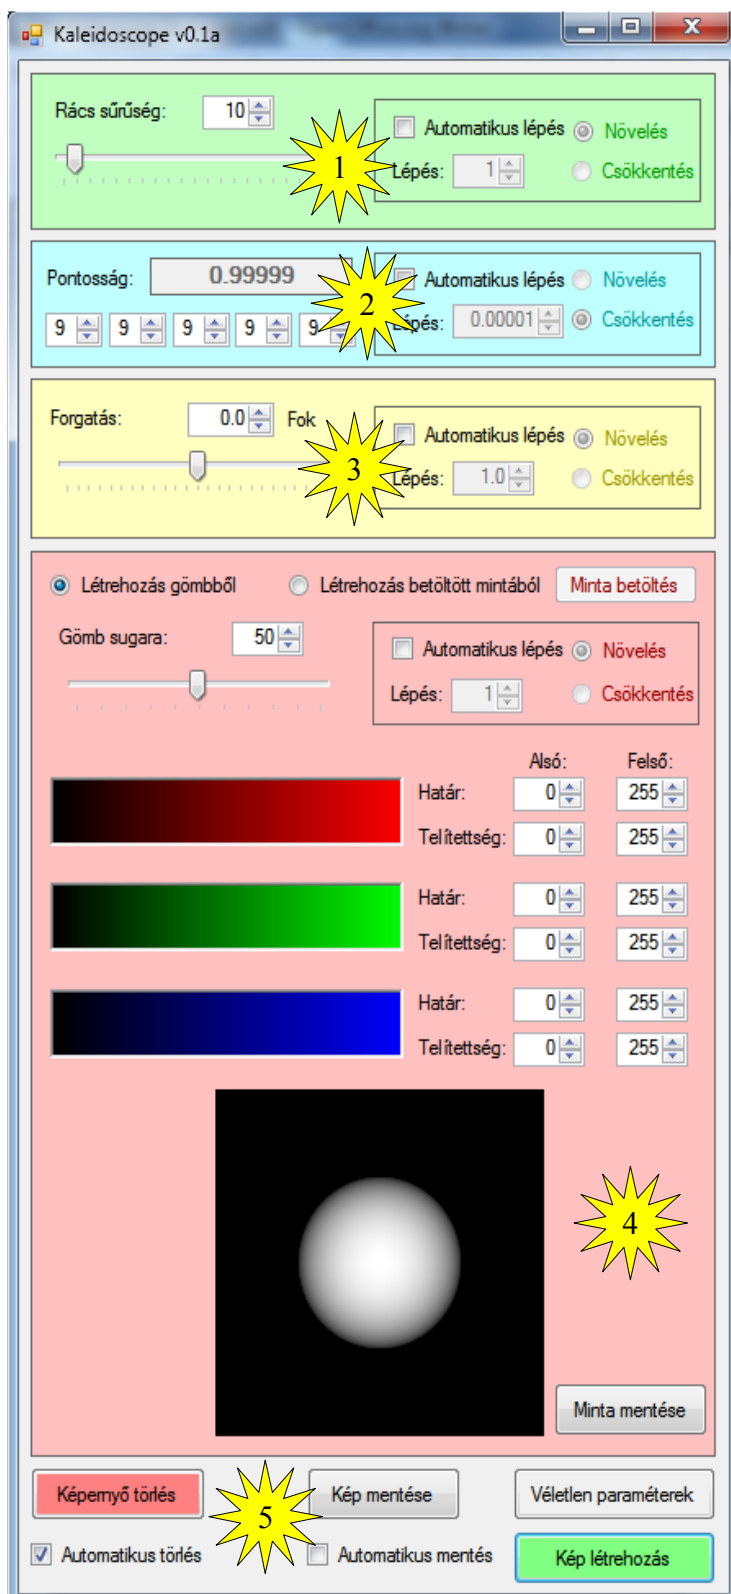 Kaleidoscope v0.1a
Rács sűrűség: 10
Automatikus lépés Növelés
1
Lépés: 1 Csökkentés
Pontosság: 0.99999
Automatikus lépés Növelés
2
9 9 9 9 9
Lépés: 0.00001 Csökkentés
Forgatás: 0.0 Fok
Automatikus lépés Növelés
3
Lépés: 1.0 Csökkentés
Létrehozás gömbből Létrehozás betöltött mintából Minta betöltés
Gömb sugara: 50
Automatikus lépés Növelés
Lépés: 1 Csökkentés
Alsó: Felső:
Határ: 0 255
Telítettség: 0 255
Határ: 0 255
Telítettség: 0 255
Határ: 0 255
Telítettség: 0 255
4
Minta mentése
Képernyő törlés Kép mentése Véletlen paraméterek
5
Automatikus törlés Automatikus mentés Kép létrehozás